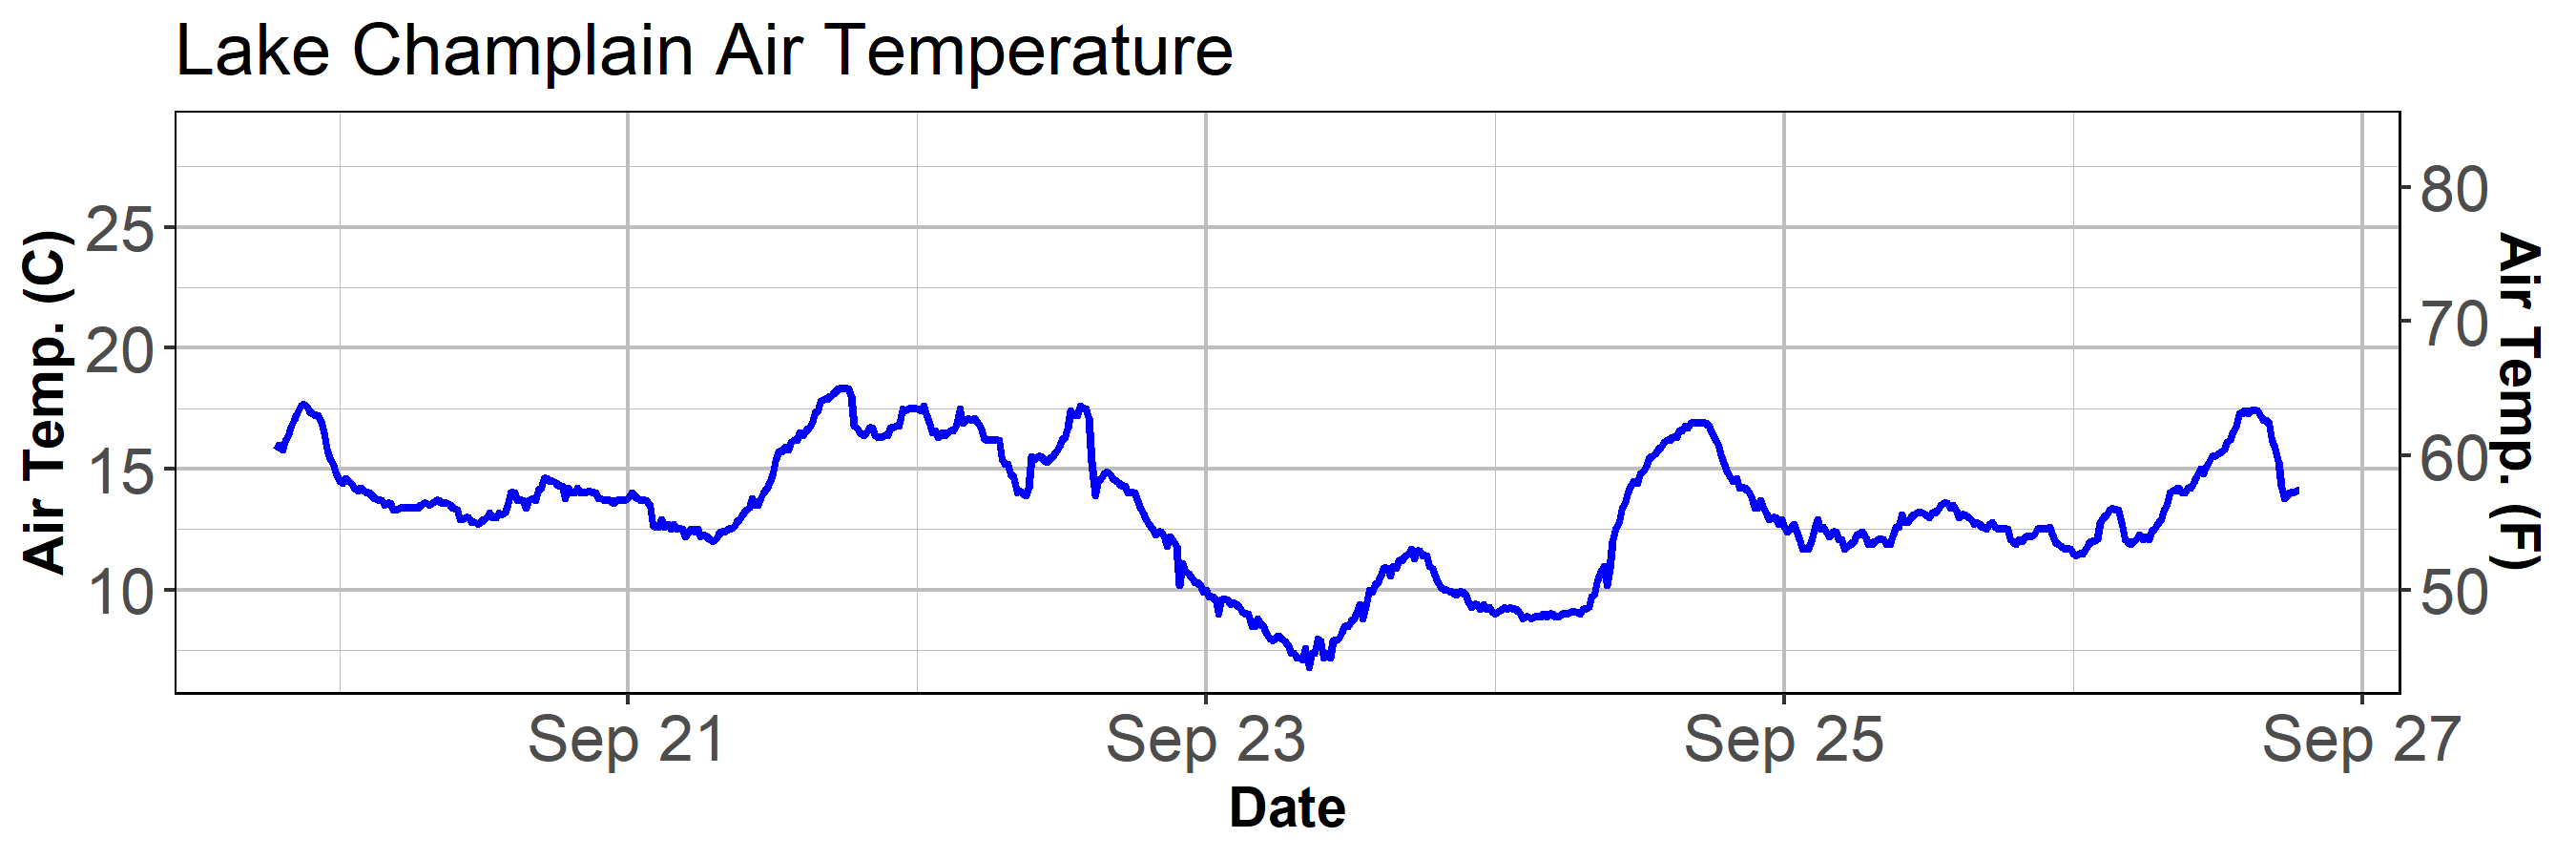 Lake Champlain Air Temperature
Air Temp. (C)
25
20
15
10
80
70
60
50
Air Temp. (F)
Sep 21 Sep 23 Sep 25 Sep 27
Date